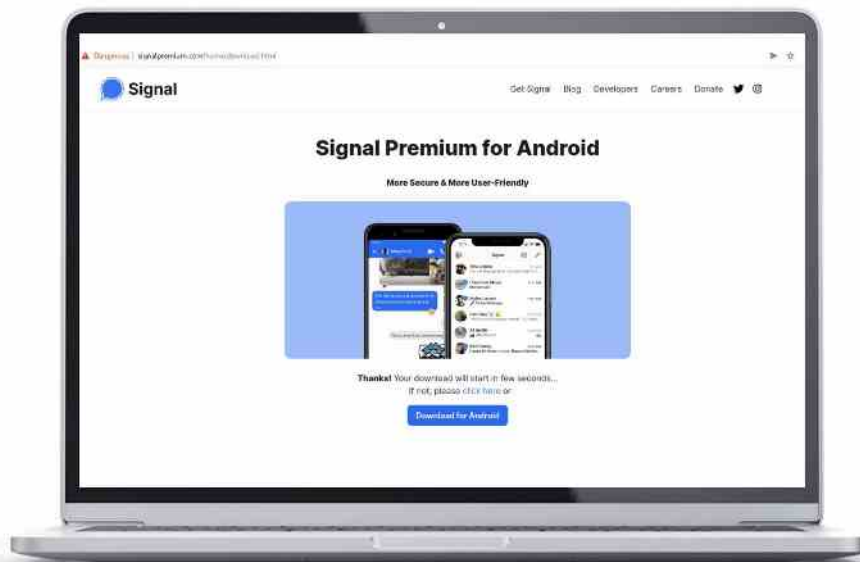 Dangerous signalpremium.com/home/download.html
Signal
Get Signal Blog Developers Careers Donate
Signal Premium for Android
More Secure & More User-Friendly
Signal
Thanks! Your download will start in few seconds...
If not, please click here or
Download for Android